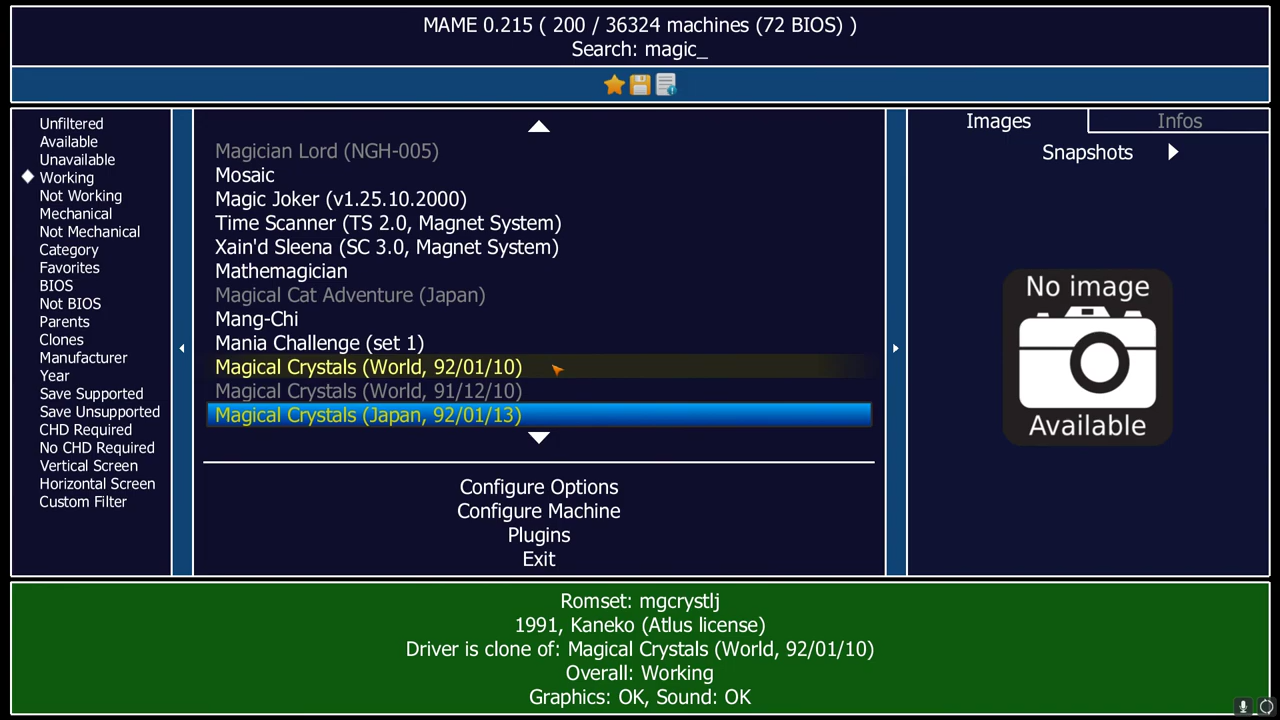 MAME 0.215 ( 200 / 36324 machines (72 BIOS) )
Search: magic_
Unfiltered
Available
Unavailable
Working
Not Working
Mechanical
Not Mechanical
Category
Favorites
BIOS
Not BIOS
Parents
Clones
Manufacturer
Year
Save Supported
Save Unsupported
CHD Required
No CHD Required
Vertical Screen
Horizontal Screen
Custom Filter
Magician Lord (NGH-005)
Mosaic
Magic Joker (v1.25.10.2000)
Time Scanner (TS 2.0, Magnet System)
Xain'd Sleena (SC 3.0, Magnet System)
Mathemagician
Magical Cat Adventure (Japan)
Mang-Chi
Mania Challenge (set 1)
Magical Crystals (World, 92/01/10)
Magical Crystals (World, 91/12/10)
Magical Crystals (Japan, 92/01/13)
Configure Options
Configure Machine
Plugins
Exit
Images
Infos
Snapshots
No image
Available
Romset: mgcrystlj
1991, Kaneko (Atlus license)
Driver is clone of: Magical Crystals (World, 92/01/10)
Overall: Working
Graphics: OK, Sound: OK